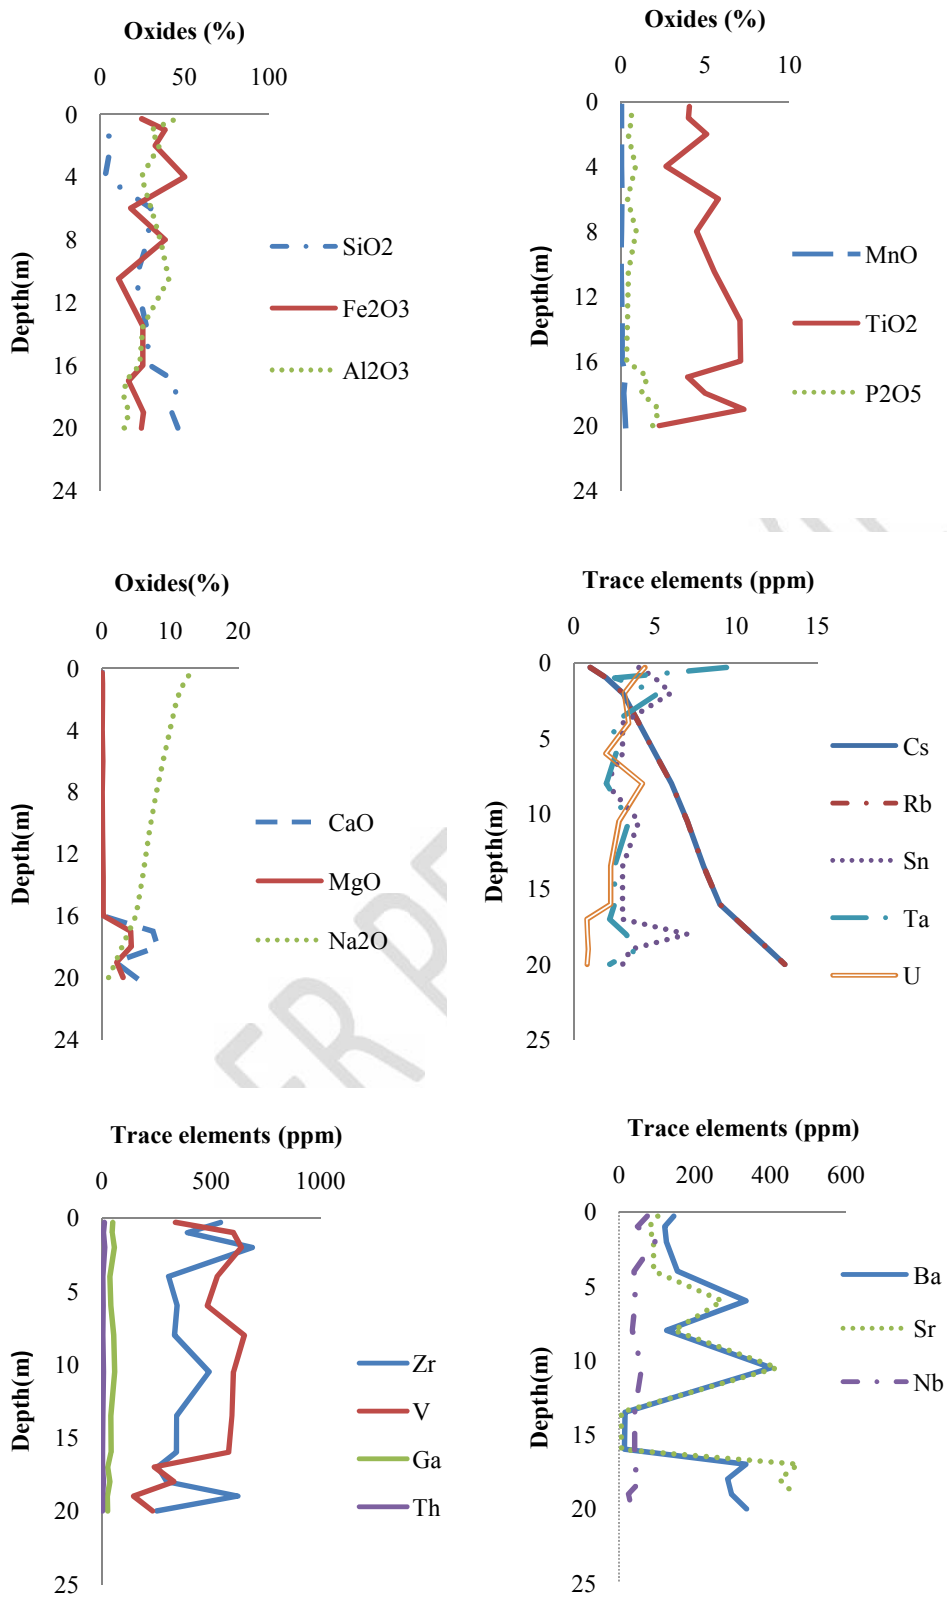 Oxides (%)
0 50 100
0
4
8
12
16
20
24
Depth(m)
SiO2
Fe2O3
Al2O3
Oxides (%)
0 5 10
0
4
8
12
16
20
24
Depth(m)
MnO
TiO2
P2O5
Oxides(%)
0 10 20
0
4
8
12
16
20
24
Depth(m)
CaO
MgO
Na2O
Trace elements (ppm)
0 5 10 15
0
5
10
15
20
25
Depth(m)
Cs
Rb
Sn
Ta
U
Trace elements (ppm)
0 500 1000
0
5
10
15
20
25
Depth(m)
Zr
V
Ga
Th
Trace elements (ppm)
0 200 400 600
0
5
10
15
20
25
Depth(m)
Ba
Sr
Nb